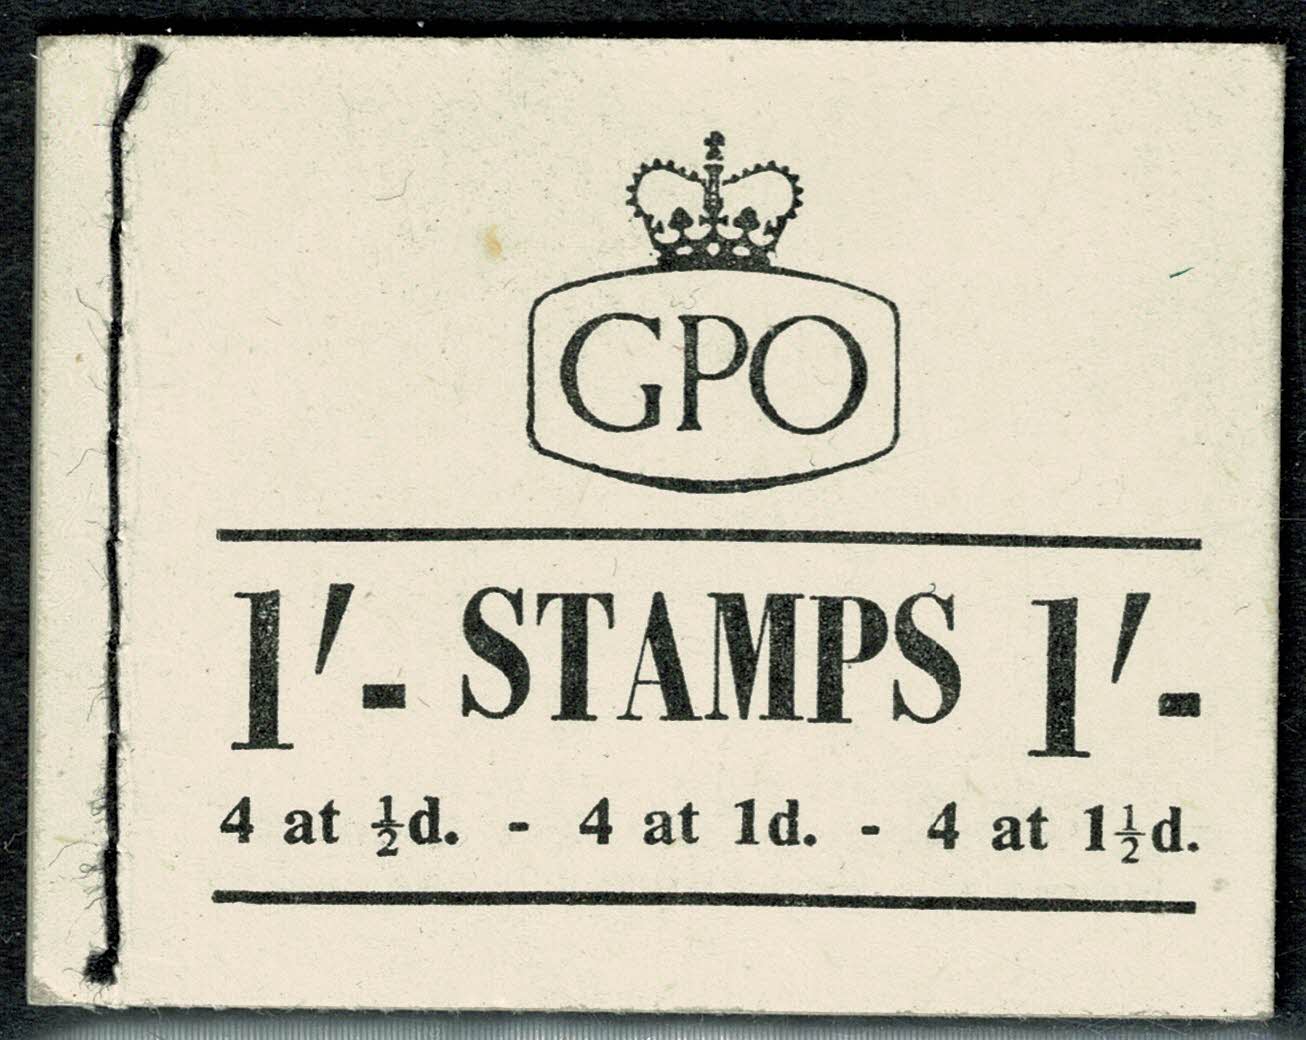 GPO
1'- STAMPS 1'-
4 at ½d. - 4 at 1d. - 4 at 1½d.